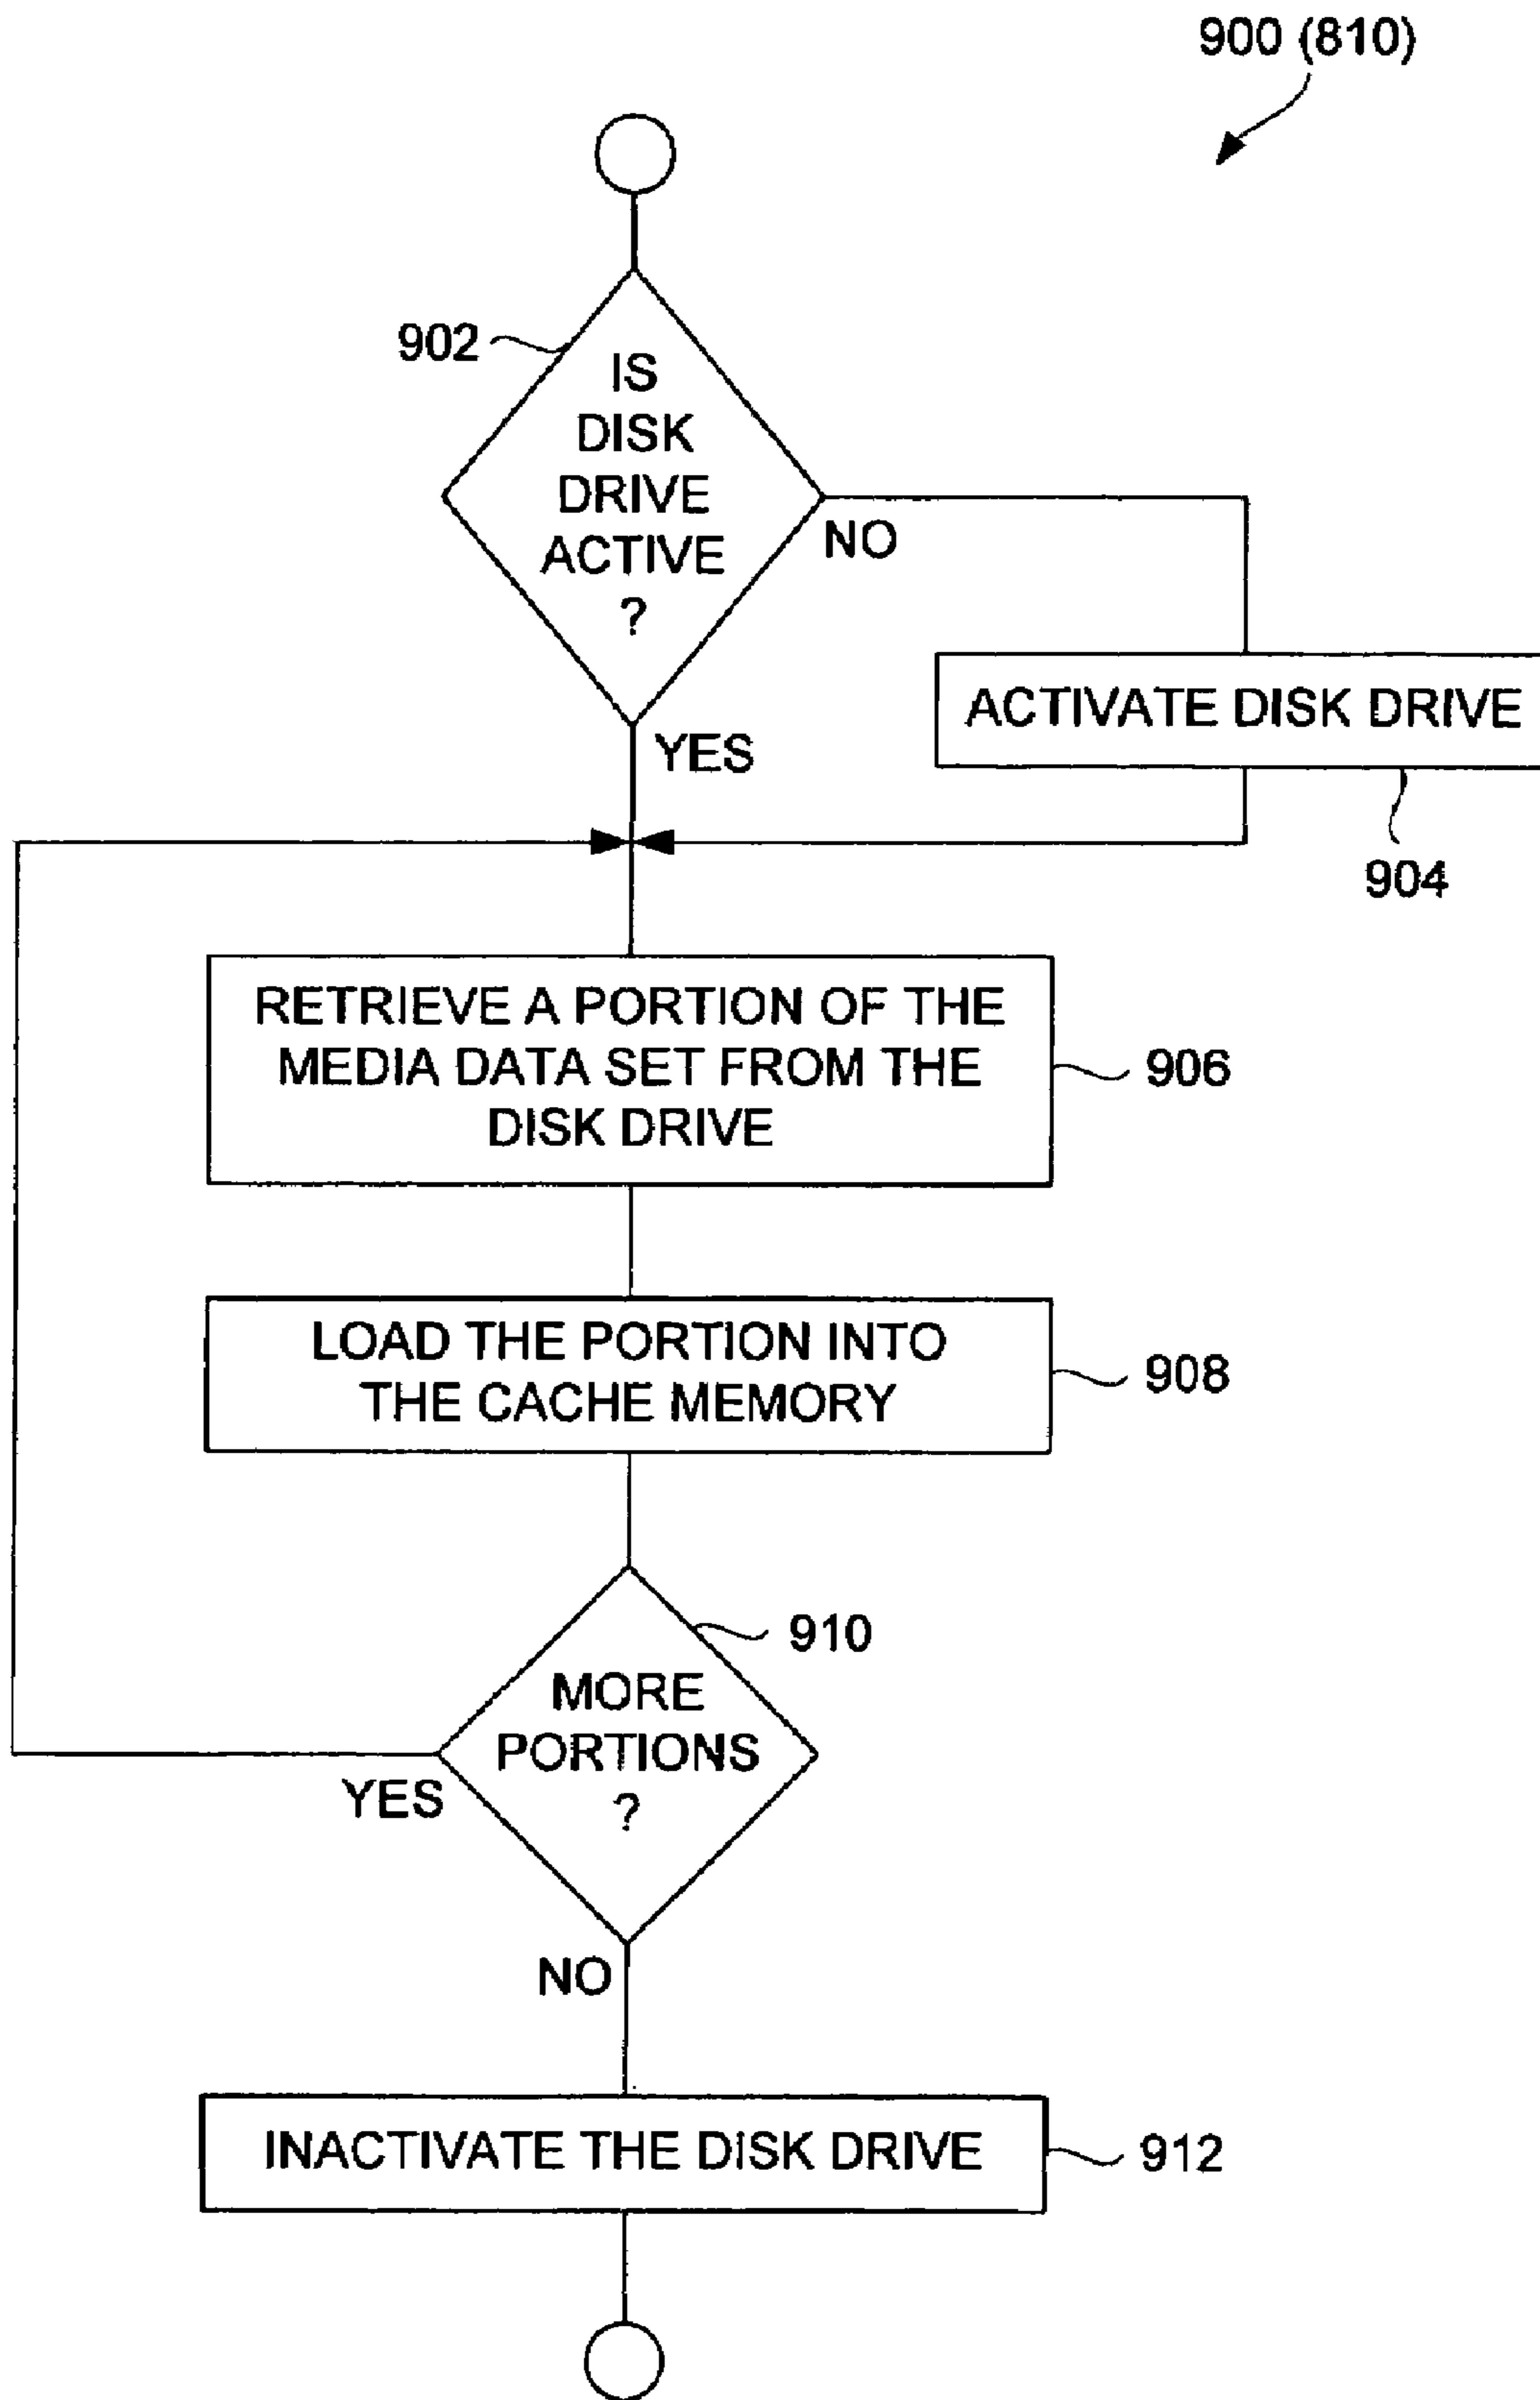 900 (810)
902
IS
DISK
DRIVE
ACTIVE
?
NO
ACTIVATE DISK DRIVE
YES
904
RETRIEVE A PORTION OF THE
MEDIA DATA SET FROM THE
DISK DRIVE
906
LOAD THE PORTION INTO
THE CACHE MEMORY
908
910
MORE
PORTIONS
?
YES
NO
INACTIVATE THE DISK DRIVE
912